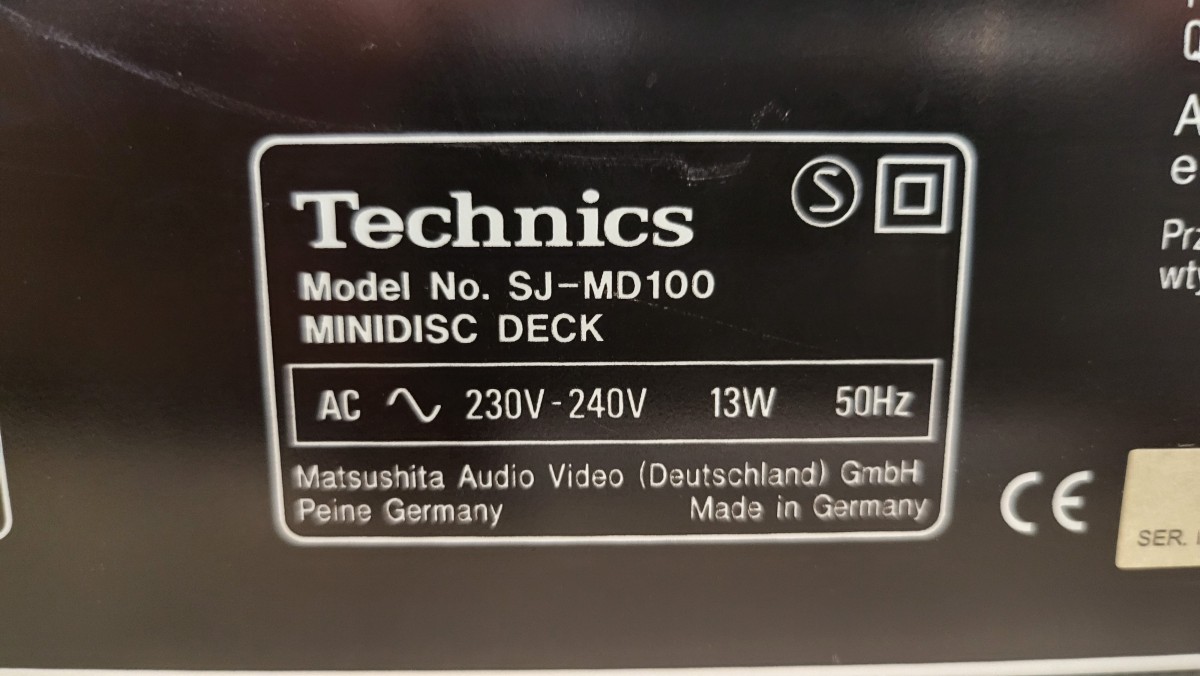 Technics
S
Model No. SJ-MD100
MINIDISC DECK
AC ∿ 230V-240V 13W 50Hz
Matsushita Audio Video (Deutschland) GmbH
Peine Germany Made in Germany
CE
SER.
Q
A
e